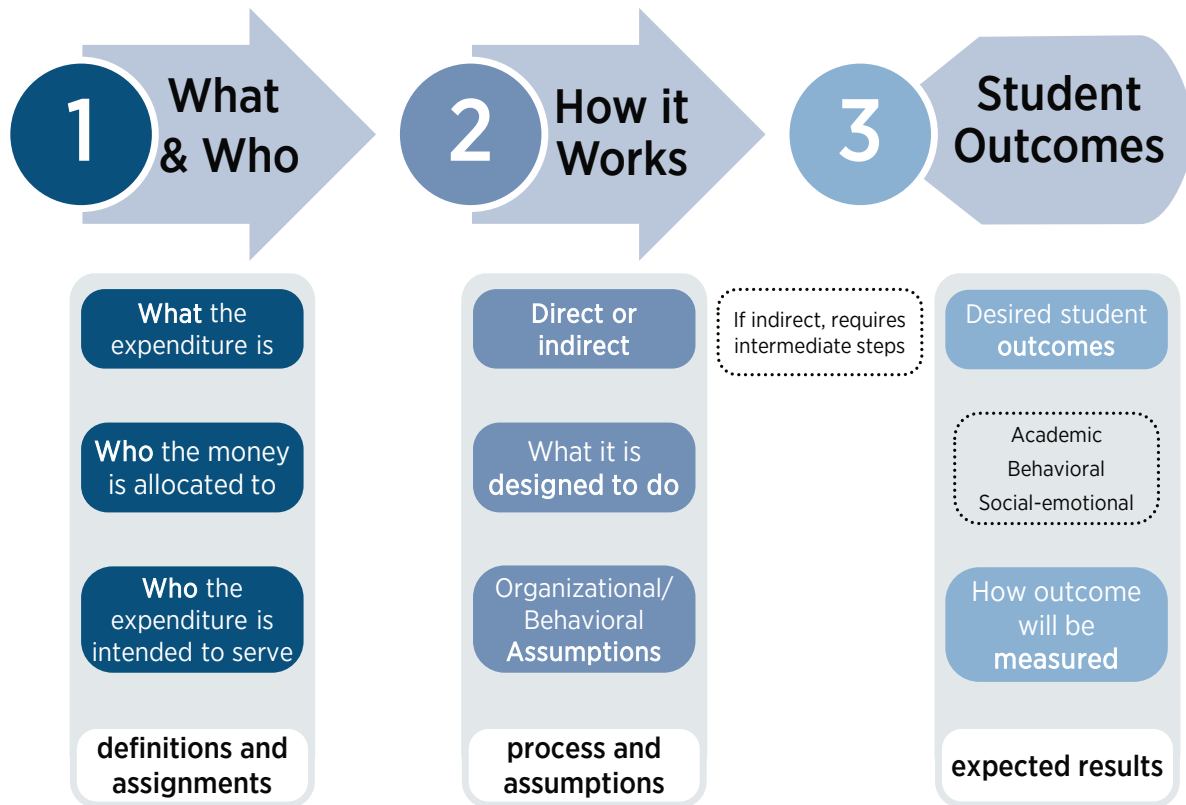 1
What
& Who
2
How it
Works
3
Student
Outcomes
What the
expenditure is
Who the money
is allocated to
Who the
expenditure is
intended to serve
definitions and
assignments
Direct or
indirect
What it is
designed to do
Organizational/
Behavioral
Assumptions
process and
assumptions
If indirect, requires
intermediate steps
Desired student
outcomes
Academic
Behavioral
Social-emotional
How outcome
will be
measured
expected results